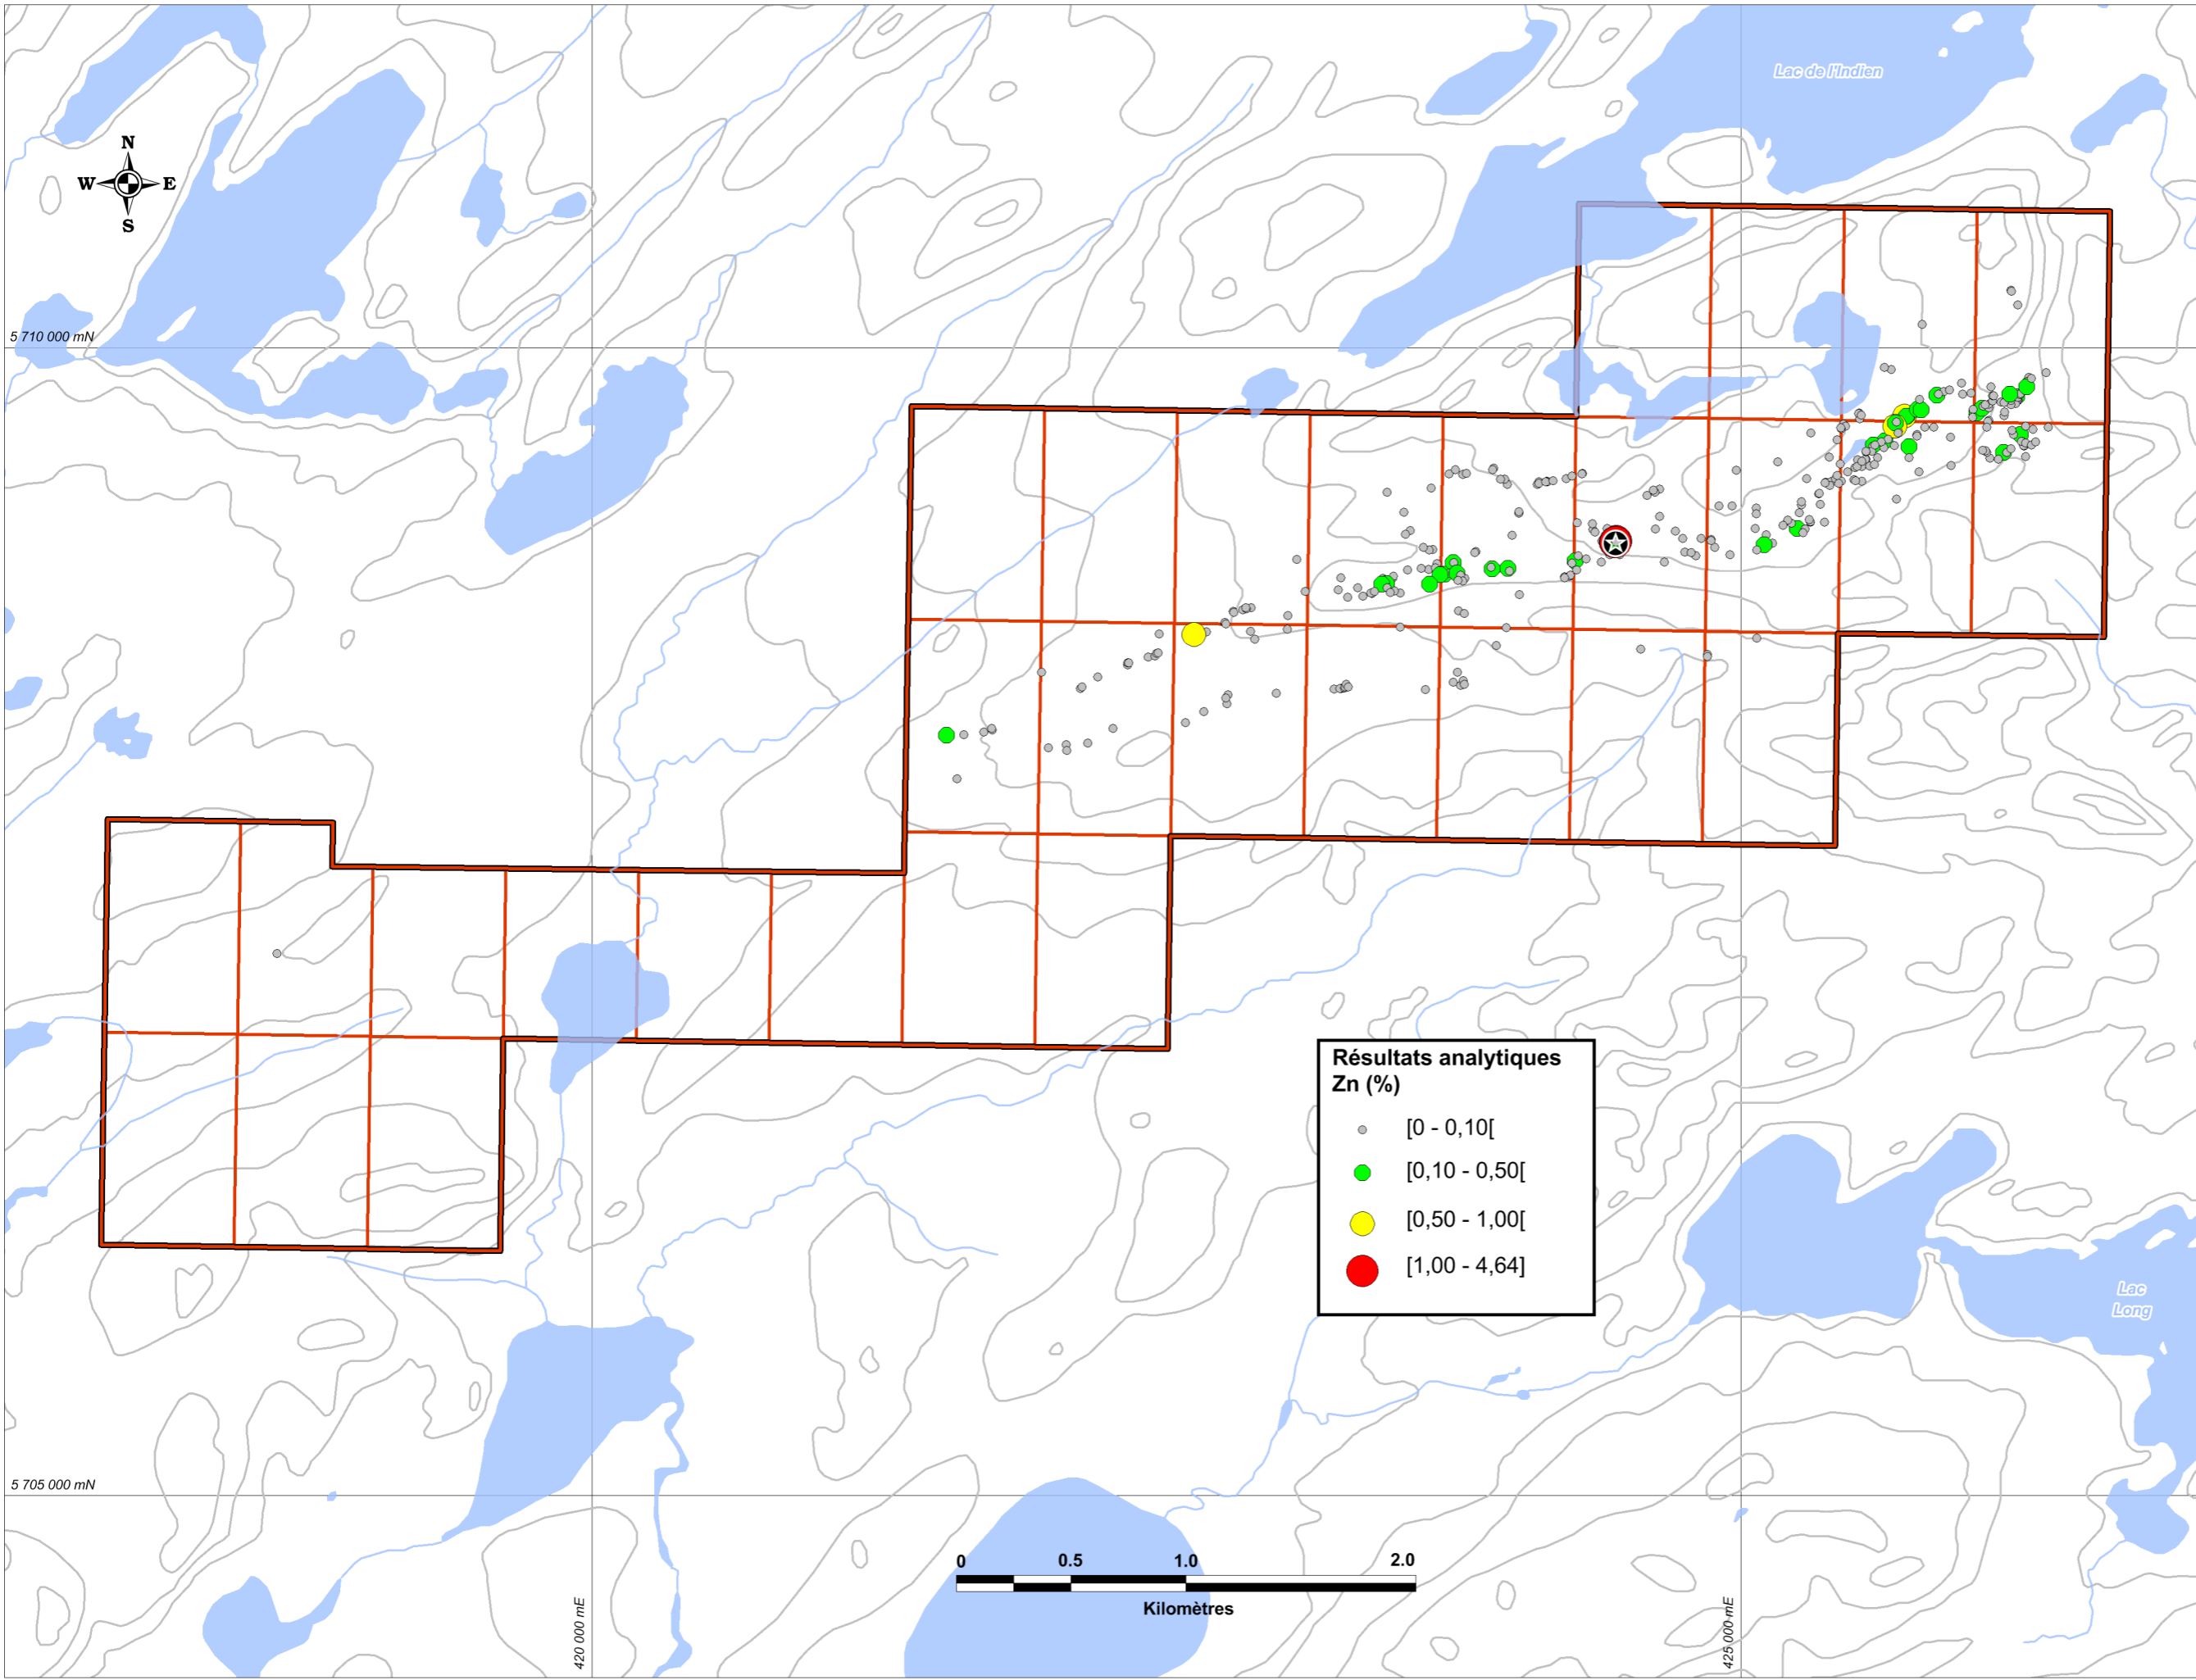 Lac de l'Indien
N
W E
S
5 710 000 mN
Résultats analytiques
Zn (%)
[0 - 0,10[
[0,10 - 0,50[
[0,50 - 1,00[
[1,00 - 4,64]
Lac
Long
5 705 000 mN
0 0.5 1.0 2.0
Kilomètres
420 000 mE
425 000 mE